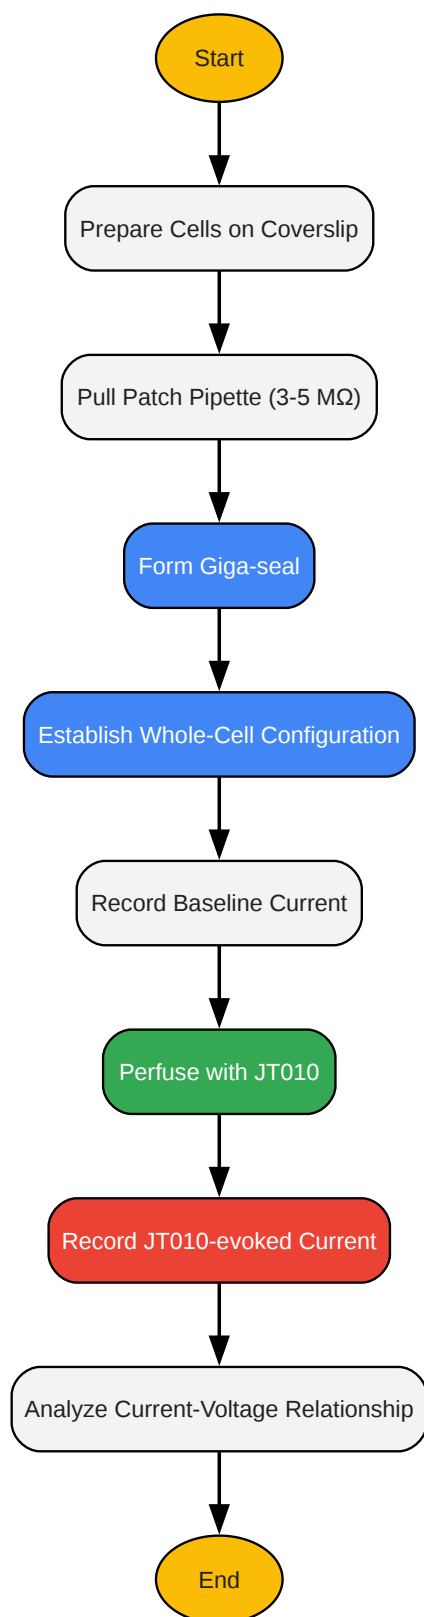 Start
Prepare Cells on Coverslip
Pull Patch Pipette (3-5 MΩ)
Form Giga-seal
Establish Whole-Cell Configuration
Record Baseline Current
Perfuse with JT010
Record JT010-evoked Current
Analyze Current-Voltage Relationship
End